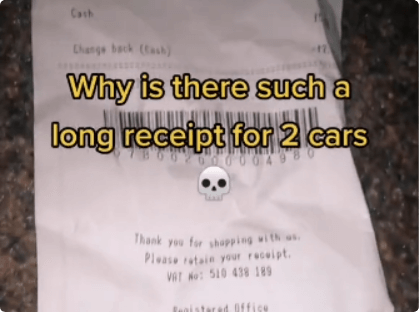 Cash
Change back (Cash)
Why is there such a
long receipt for 2 cars
Thank you for shopping with us.
Please retain your receipt.
VAT No: 510 438 189
Registered Office